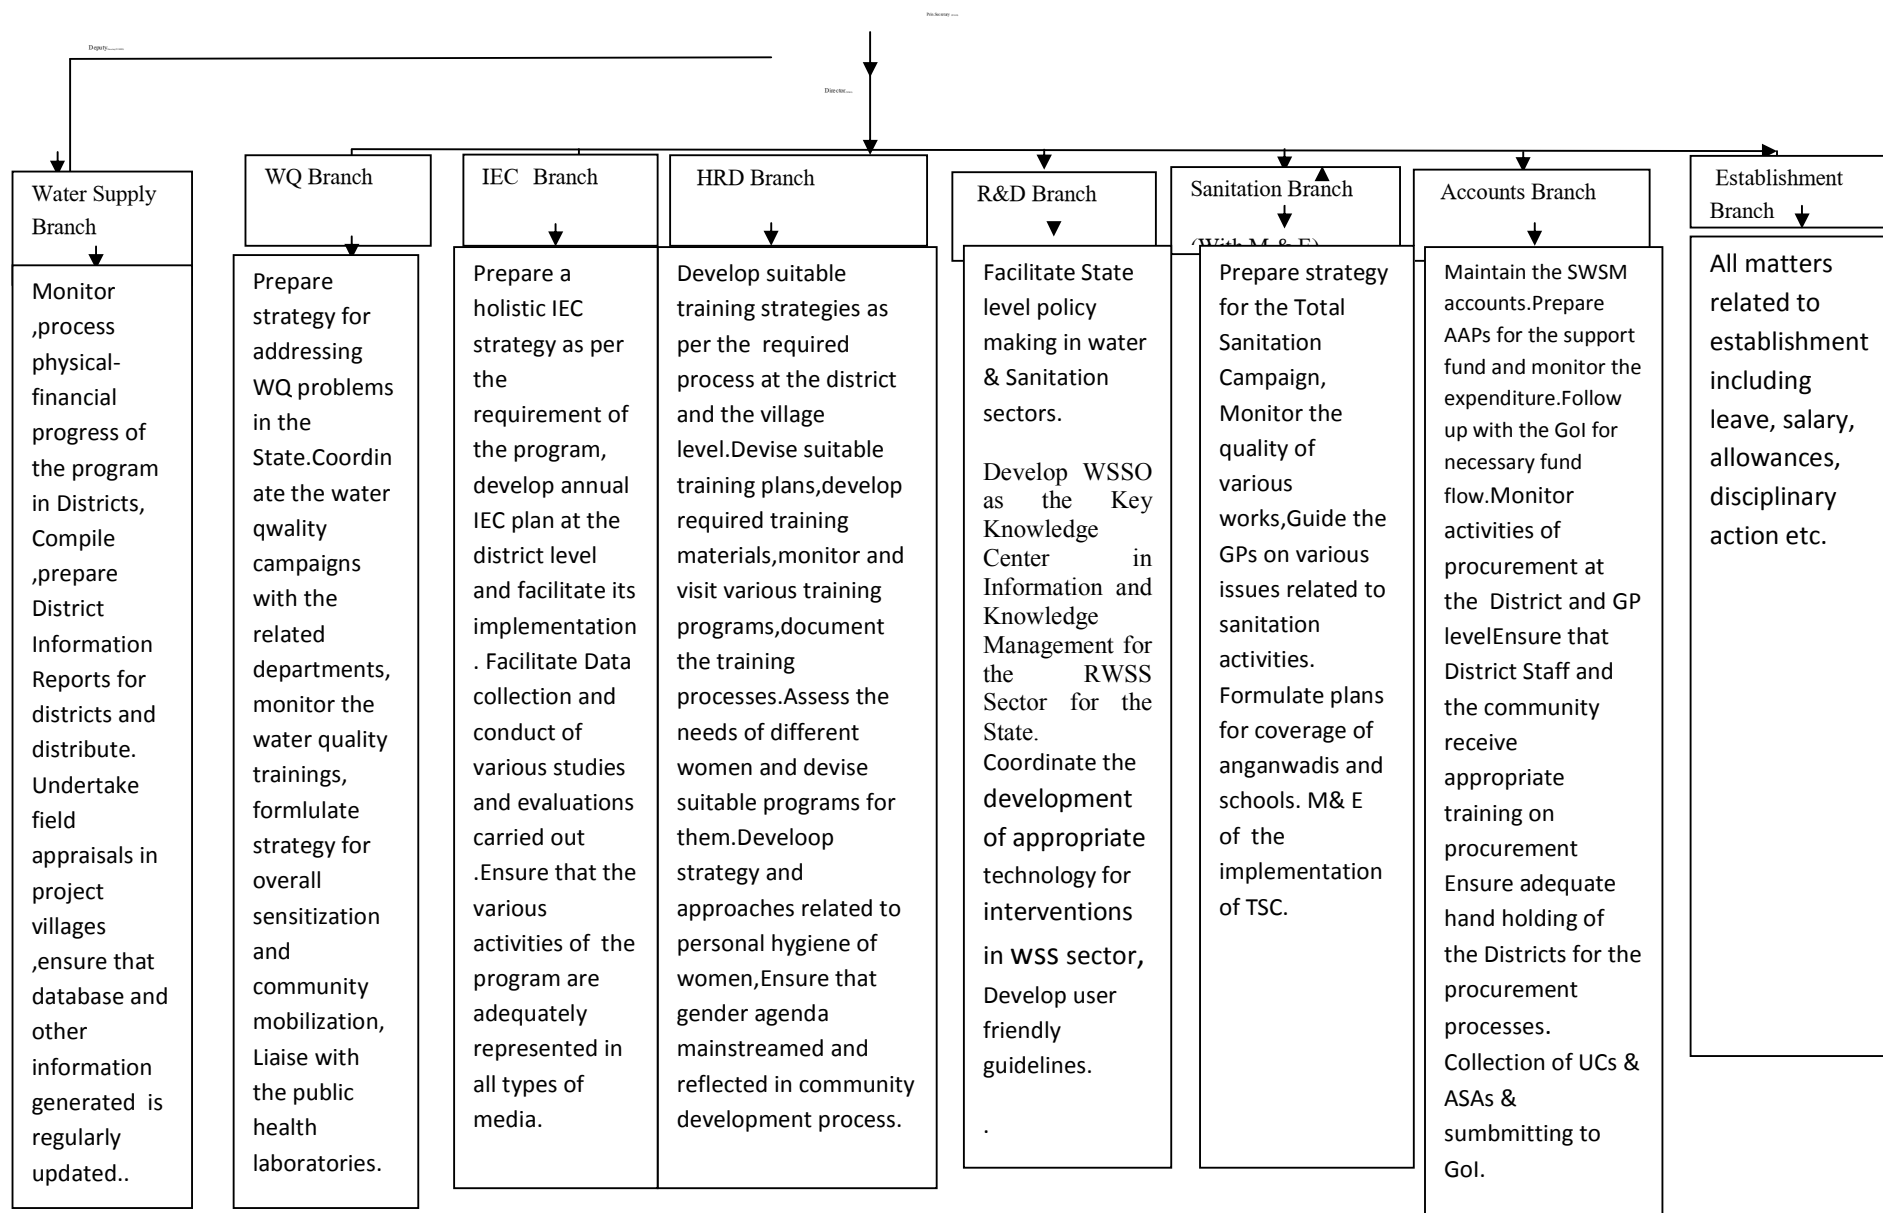 Prin.Secretary
Deputy
Director
Water Supply
Branch
Monitor
,process
physical-
financial
progress of
the program
in Districts,
Compile
,prepare
District
Information
Reports for
districts and
distribute.
Undertake
field
appraisals in
project
villages
,ensure that
database and
other
information
generated is
regularly
updated..
WQ Branch
Prepare
strategy for
addressing
WQ problems
in the
State.Coordin
ate the water
qwality
campaigns
with the
related
departments,
monitor the
water quality
trainings,
formlulate
strategy for
overall
sensitization
and
community
mobilization,
Liaise with
the public
health
laboratories.
IEC Branch
Prepare a
holistic IEC
strategy as per
the
requirement of
the program,
develop annual
IEC plan at the
district level
and facilitate its
implementation
. Facilitate Data
collection and
conduct of
various studies
and evaluations
carried out
.Ensure that the
various
activities of the
program are
adequately
represented in
all types of
media.
HRD Branch
Develop suitable
training strategies as
per the required
process at the district
and the village
level.Devise suitable
training plans,develop
required training
materials,monitor and
visit various training
programs,document
the training
processes.Assess the
needs of different
women and devise
suitable programs for
them.Develoop
strategy and
approaches related to
personal hygiene of
women,Ensure that
gender agenda
mainstreamed and
reflected in community
development process.
R&D Branch
Facilitate State
level policy
making in water
& Sanitation
sectors.
Develop WSSO
as the Key
Knowledge
Center in
Information and
Knowledge
Management for
the RWSS
Sector for the
State.
Coordinate the
development
of appropriate
technology for
interventions
in wss sector,
Develop user
friendly
guidelines.
.
Sanitation Branch
(With M & E)
Prepare strategy
for the Total
Sanitation
Campaign,
Monitor the
quality of
various
works,Guide the
GPs on various
issues related to
sanitation
activities.
Formulate plans
for coverage of
anganwadis and
schools. M& E
of the
implementation
of TSC.
Accounts Branch
Maintain the SWSM
accounts.Prepare
AAPs for the support
fund and monitor the
expenditure.Follow
up with the GoI for
necessary fund
flow.Monitor
activities of
procurement at
the District and GP
levelEnsure that
District Staff and
the community
receive
appropriate
training on
procurement
Ensure adequate
hand holding of
the Districts for the
procurement
processes.
Collection of UCs &
ASAs &
sumbmitting to
GoI.
Establishment
Branch
All matters
related to
establishment
including
leave, salary,
allowances,
disciplinary
action etc.